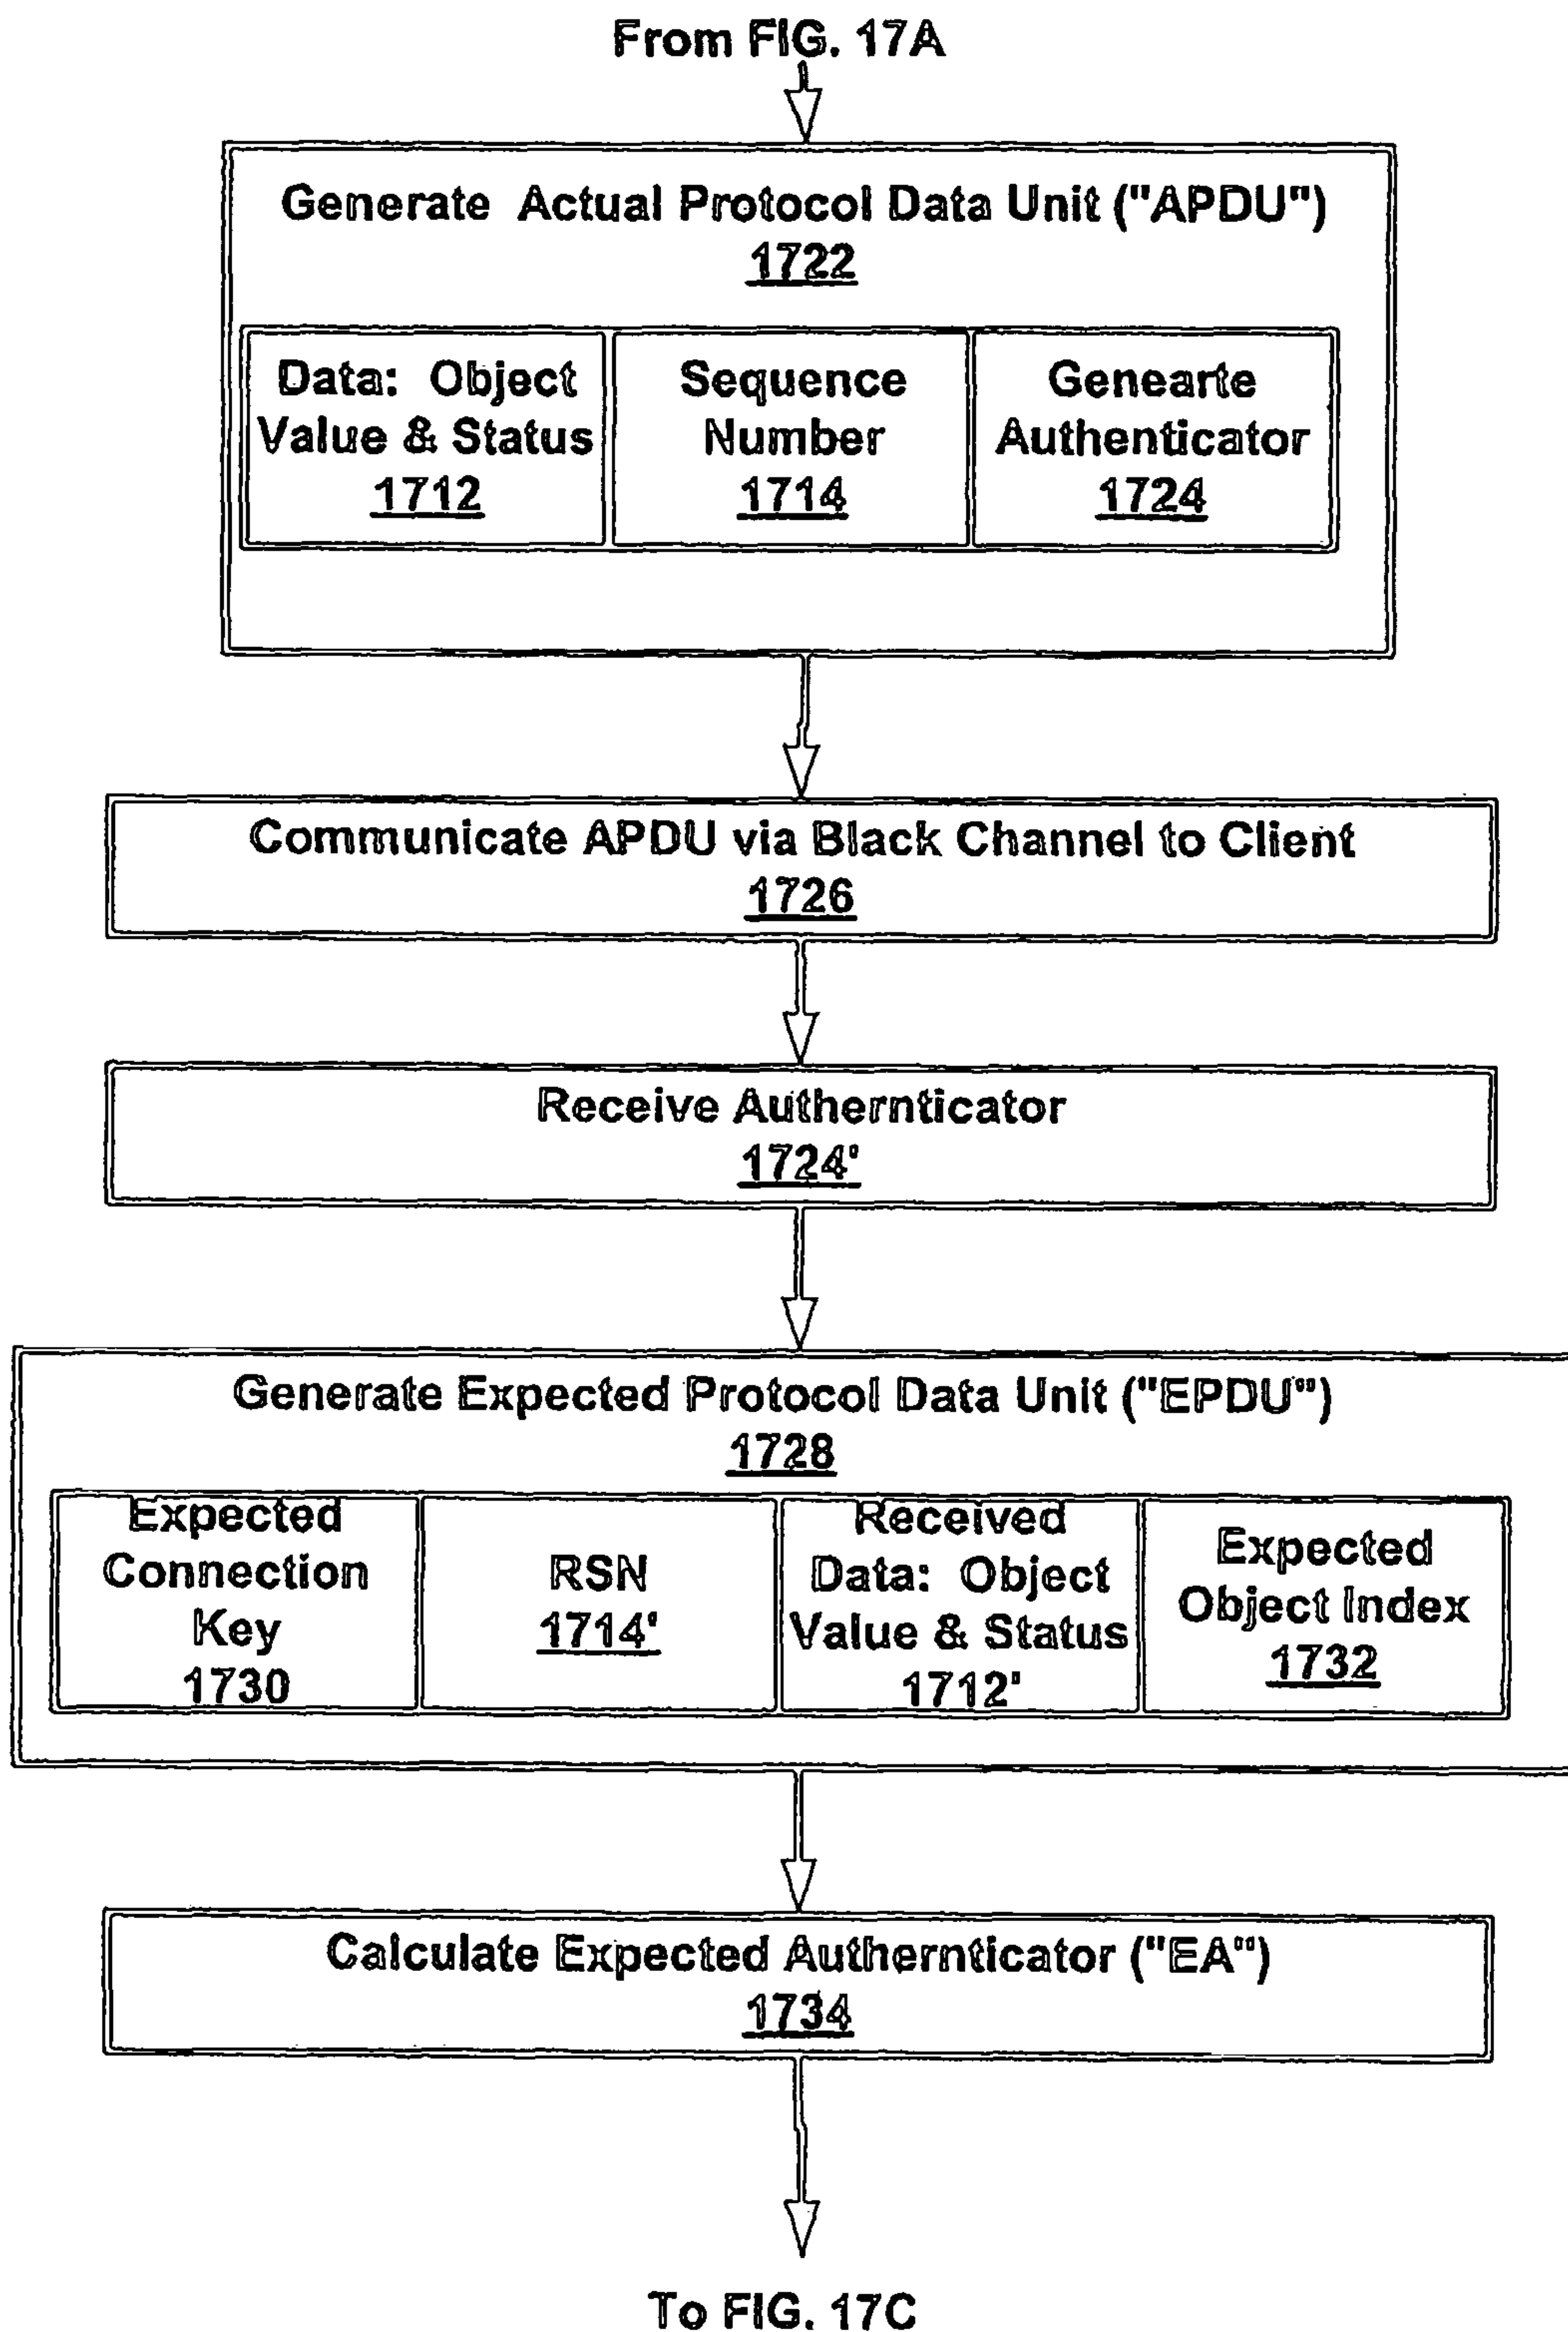 From FIG. 17A
Generate Actual Protocol Data Unit ("APDU")
1722
Data: Object
Value & Status
1712
Sequence
Number
1714
Genearte
Authenticator
1724
Communicate APDU via Black Channel to Client
1726
Receive Authernticator
1724'
Generate Expected Protocol Data Unit ("EPDU")
1728
Expected
Connection
Key
1730
RSN
1714'
Received
Data: Object
Value & Status
1712'
Expected
Object Index
1732
Calculate Expected Authernticator ("EA")
1734
To FIG. 17C